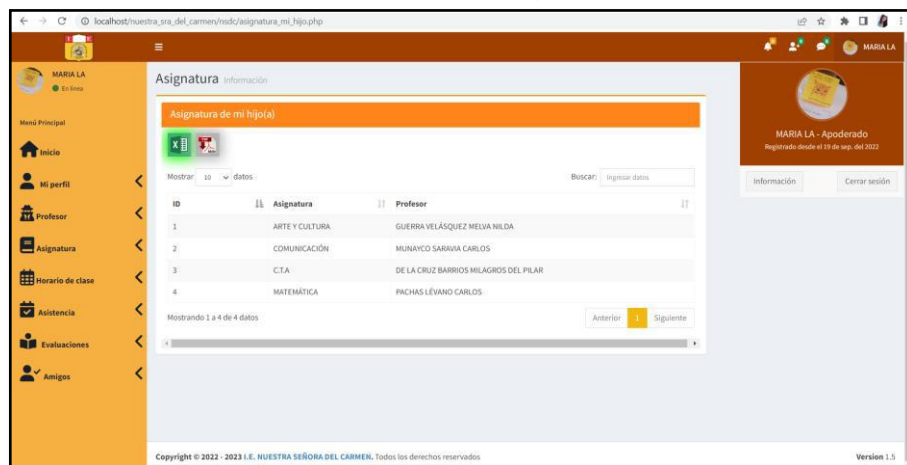 localhost/nuestra_sra_del_carmen/nsdc/asignatura_mi_hijo.php
MARIA LA
MARIA LA
En línea
Menú Principal
Inicio
Mi perfil
Profesor
Asignatura
Horario de clase
Asistencia
Evaluaciones
Amigos
Asignatura Información
Asignatura de mi hijo(a)
Mostrar 10 datos
Buscar: Ingresar datos
ID Asignatura Profesor
1 ARTE Y CULTURA GUERRA VELÁSQUEZ MELVA NILDA
2 COMUNICACIÓN MUNAYCO SARAVIA CARLOS
3 C.T.A DE LA CRUZ BARRIOS MILAGROS DEL PILAR
4 MATEMÁTICA PACHAS LÉVANO CARLOS
Mostrando 1 a 4 de 4 datos
Anterior 1 Siguiente
MARIA LA - Apoderado
Registrado desde el 19 de sep. del 2022
Información Cerrar sesión
Copyright © 2022 - 2023 I.E. NUESTRA SEÑORA DEL CARMEN. Todos los derechos reservados
Version 1.5